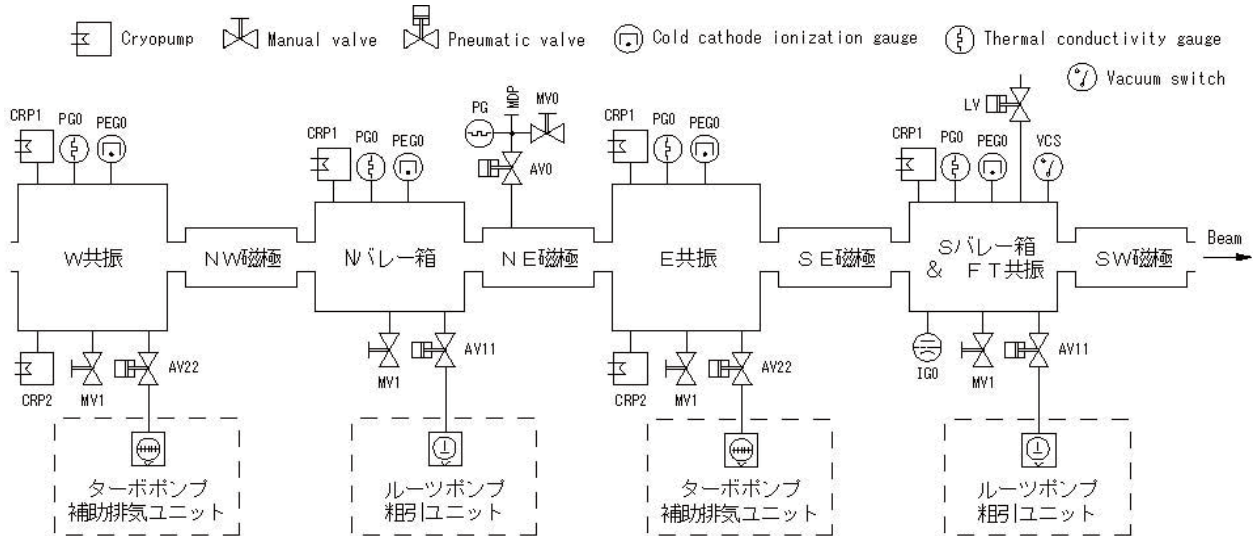 Cryopump
Manual valve
Pneumatic valve
Cold cathode ionization gauge
Thermal conductivity gauge
Vacuum switch
CRP1
PG0
PEG0
CRP1
PG0
PEG0
PG
MDP
MV0
AV0
CRP1
PG0
PEG0
LV
CRP1
PG0
PEG0
VCS
W共振
NW磁極
Nバレー箱
NE磁極
E共振
SE磁極
Sバレー箱
& FT共振
SW磁極
Beam
CRP2
MV1
AV22
MV1
AV11
CRP2
MV1
AV22
IG0
MV1
AV11
ターボポンプ
補助排気ユニット
ルーツポンプ
粗引ユニット
ターボポンプ
補助排気ユニット
ルーツポンプ
粗引ユニット